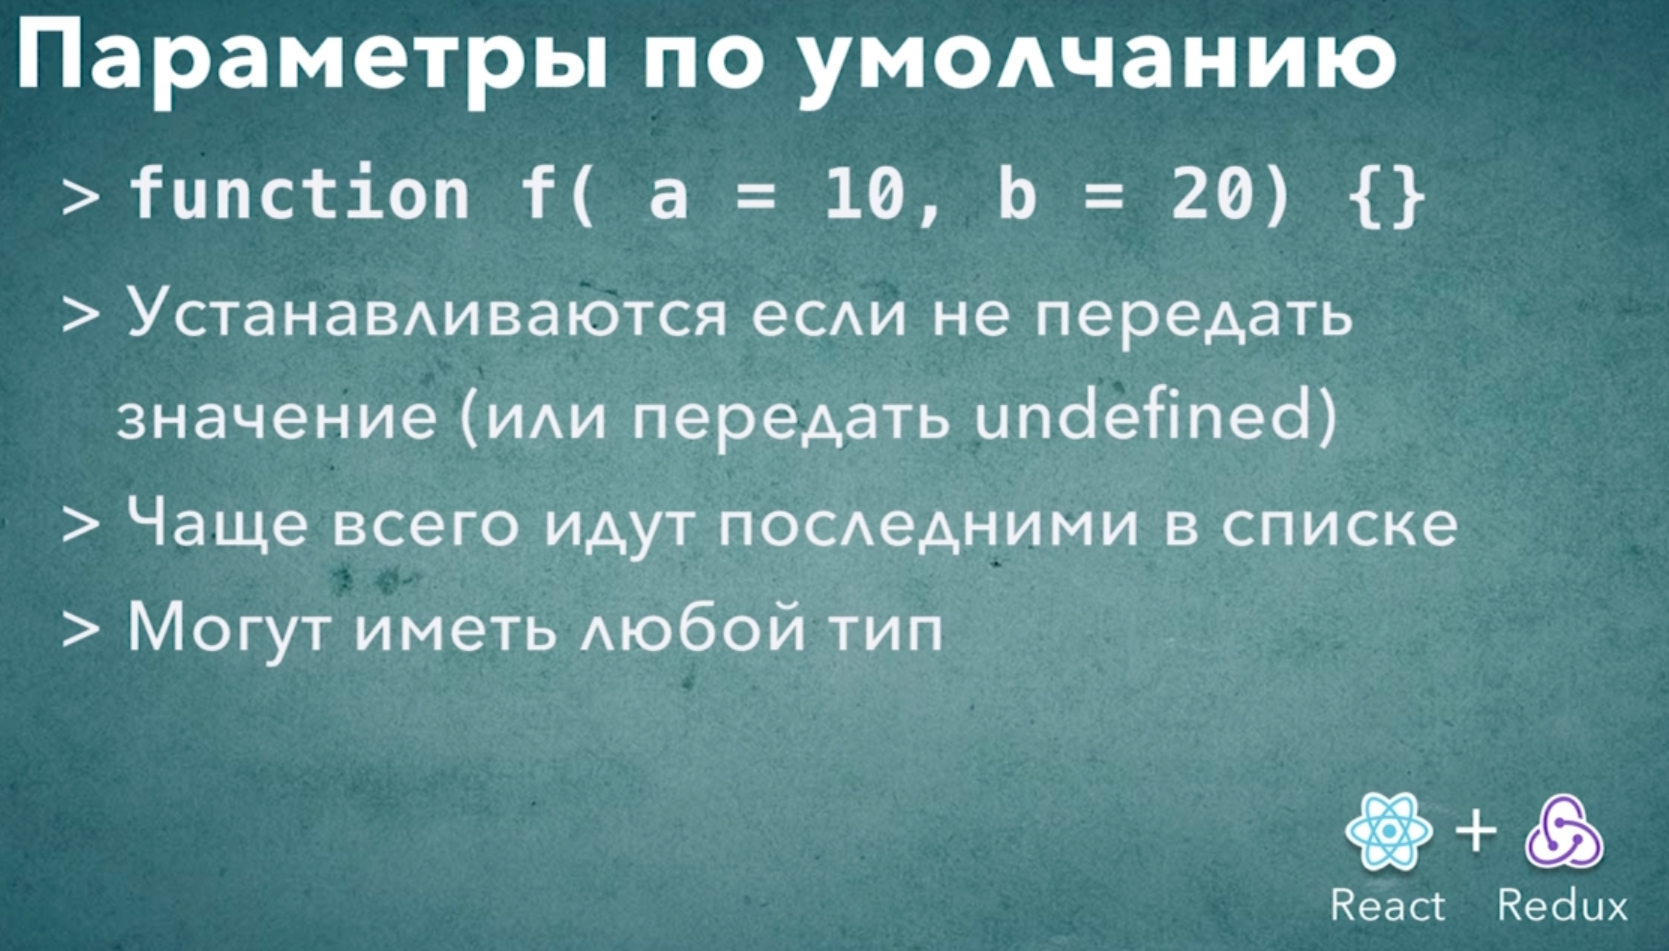 Параметры по умолчанию
> function f( a = 10, b = 20) {}
> Устанавливаются если не передать
значение (или передать undefined)
> Чаще всего идут последними в списке
> Могут иметь любой тип
+
React Redux